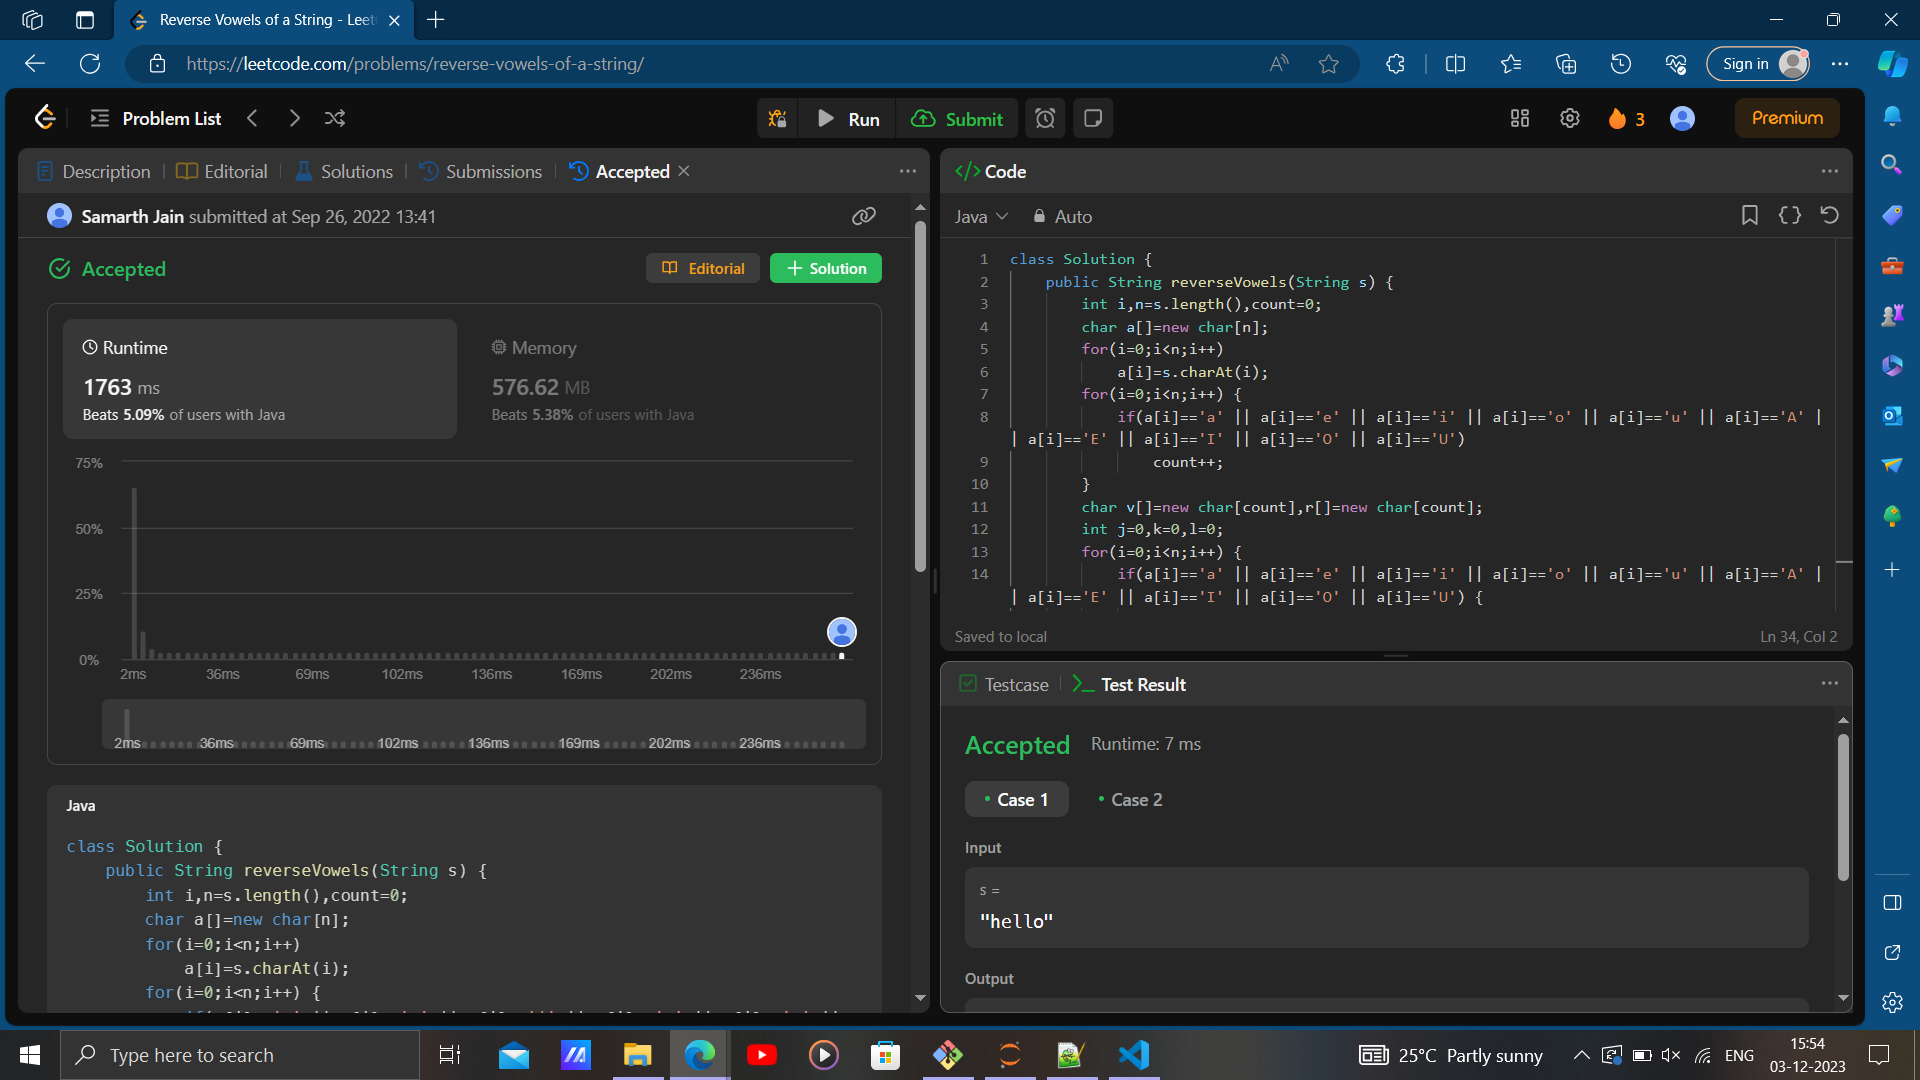 Reverse Vowels of a String - Leet
https://leetcode.com/problems/reverse-vowels-of-a-string/
Sign in
Problem List
Run
Submit
3
Premium
Description
Editorial
Solutions
Submissions
Accepted
Samarth Jain submitted at Sep 26, 2022 13:41
Accepted
Editorial
Solution
Runtime
1763 ms
Beats 5.09% of users with Java
Memory
576.62 MB
Beats 5.38% of users with Java
75%
50%
25%
0%
2ms 36ms 69ms 102ms 136ms 169ms 202ms 236ms
2ms 36ms 69ms 102ms 136ms 169ms 202ms 236ms
Java
class Solution {
public String reverseVowels(String s) {
int i,n=s.length(),count=0;
char a[]=new char[n];
for(i=0;i<n;i++)
a[i]=s.charAt(i);
for(i=0;i<n;i++) {
</> Code
Java
Auto
1 class Solution {
2 public String reverseVowels(String s) {
3 int i,n=s.length(),count=0;
4 char a[]=new char[n];
5 for(i=0;i<n;i++)
6 a[i]=s.charAt(i);
7 for(i=0;i<n;i++) {
8 if(a[i]=='a' || a[i]=='e' || a[i]=='i' || a[i]=='o' || a[i]=='u' || a[i]=='A' |
| a[i]=='E' || a[i]=='I' || a[i]=='O' || a[i]=='U')
9 count++;
10 }
11 char v[]=new char[count],r[]=new char[count];
12 int j=0,k=0,l=0;
13 for(i=0;i<n;i++) {
14 if(a[i]=='a' || a[i]=='e' || a[i]=='i' || a[i]=='o' || a[i]=='u' || a[i]=='A' |
| a[i]=='E' || a[i]=='I' || a[i]=='O' || a[i]=='U') {
Saved to local
Ln 34, Col 2
Testcase
Test Result
Accepted
Runtime: 7 ms
Case 1
Case 2
Input
s =
"hello"
Output
Type here to search
25°C Partly sunny
ENG
15:54
03-12-2023